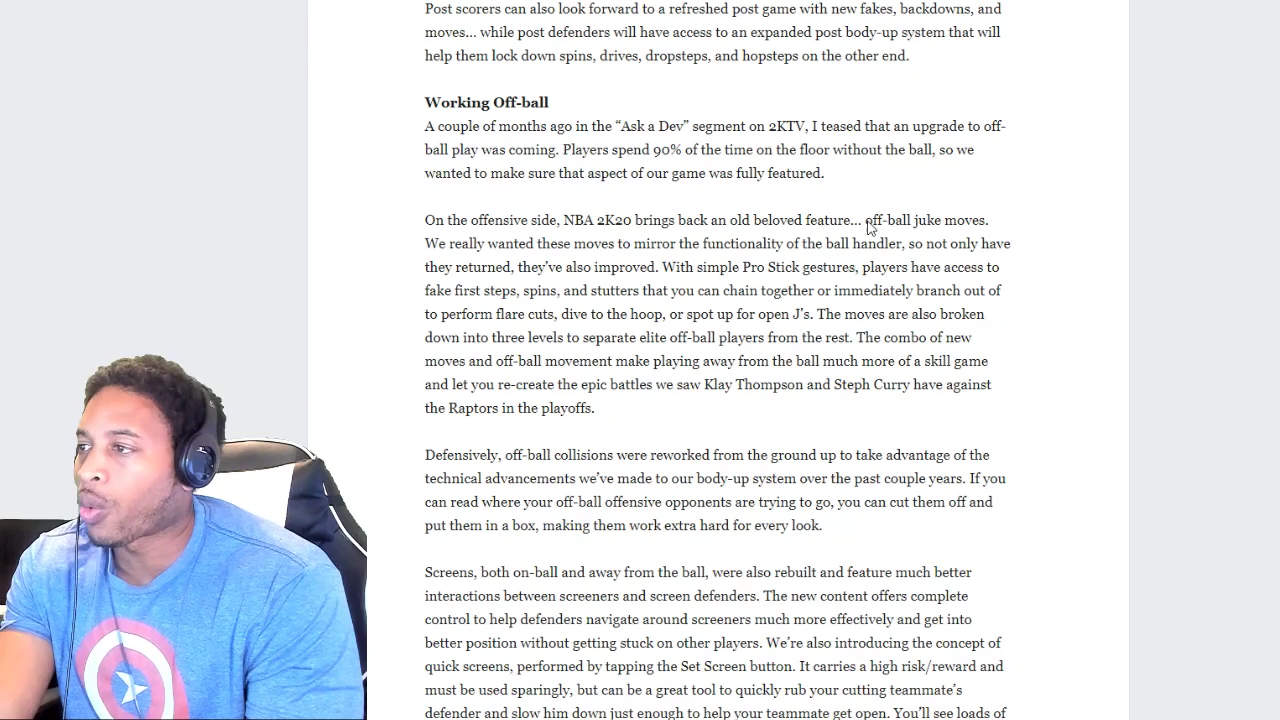 Post scorers can also look forward to a refreshed post game with new fakes, backdowns, and
moves... while post defenders will have access to an expanded post body-up system that will
help them lock down spins, drives, dropsteps, and hopsteps on the other end.
Working Off-ball
A couple of months ago in the “Ask a Dev” segment on 2KTV, I teased that an upgrade to off-
ball play was coming. Players spend 90% of the time on the floor without the ball, so we
wanted to make sure that aspect of our game was fully featured.
On the offensive side, NBA 2K20 brings back an old beloved feature... off-ball juke moves.
We really wanted these moves to mirror the functionality of the ball handler, so not only have
they returned, they’ve also improved. With simple Pro Stick gestures, players have access to
fake first steps, spins, and stutters that you can chain together or immediately branch out of
to perform flare cuts, dive to the hoop, or spot up for open J’s. The moves are also broken
down into three levels to separate elite off-ball players from the rest. The combo of new
moves and off-ball movement make playing away from the ball much more of a skill game
and let you re-create the epic battles we saw Klay Thompson and Steph Curry have against
the Raptors in the playoffs.
Defensively, off-ball collisions were reworked from the ground up to take advantage of the
technical advancements we’ve made to our body-up system over the past couple years. If you
can read where your off-ball offensive opponents are trying to go, you can cut them off and
put them in a box, making them work extra hard for every look.
Screens, both on-ball and away from the ball, were also rebuilt and feature much better
interactions between screeners and screen defenders. The new content offers complete
control to help defenders navigate around screeners much more effectively and get into
better position without getting stuck on other players. We’re also introducing the concept of
quick screens, performed by tapping the Set Screen button. It carries a high risk/reward and
must be used sparingly, but can be a great tool to quickly rub your cutting teammate’s
defender and slow him down just enough to help your teammate get open. You’ll see loads of